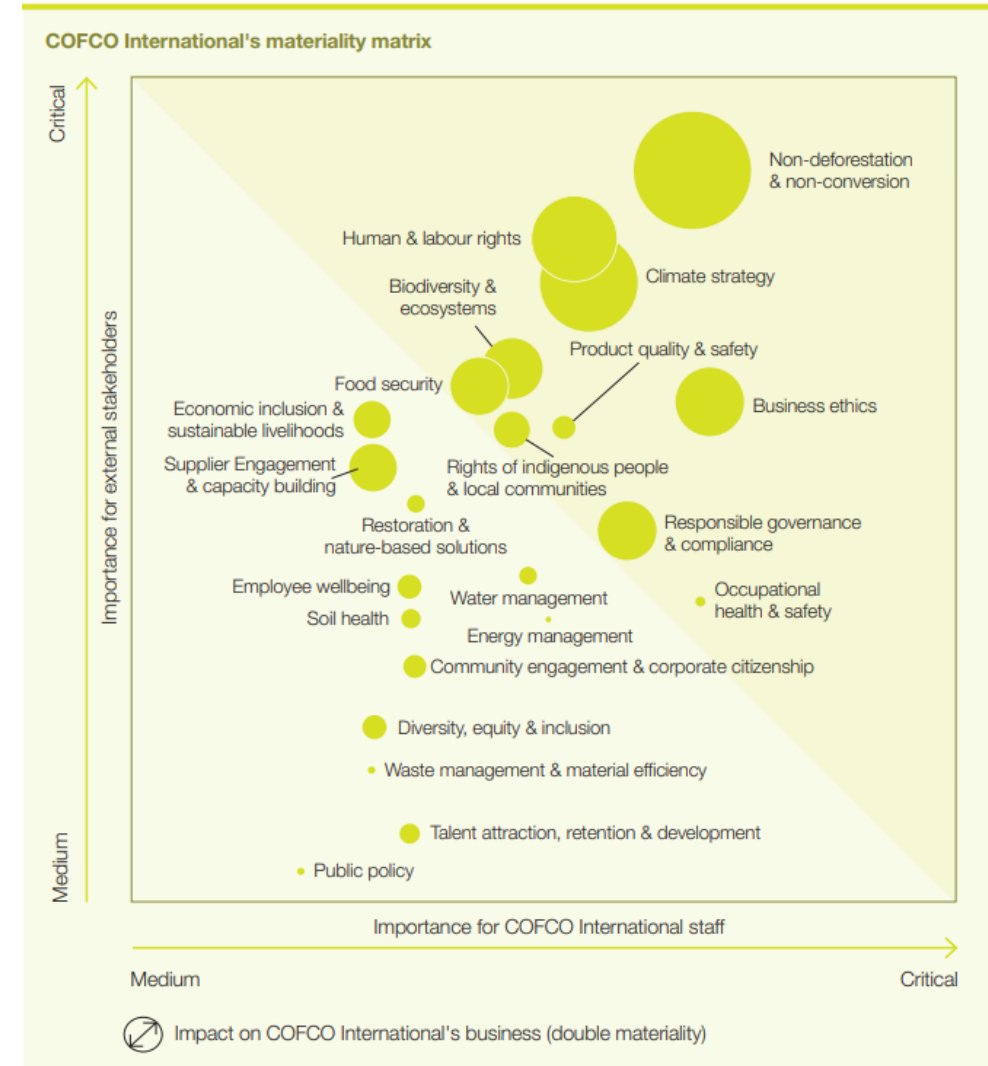 COFCO International's materiality matrix
Critical
Importance for external stakeholders
Medium
Non-deforestation
& non-conversion
Human & labour rights
Climate strategy
Biodiversity &
ecosystems
Product quality & safety
Food security
Business ethics
Economic inclusion &
sustainable livelihoods
Supplier Engagement
& capacity building
Rights of indigenous people
& local communities
Restoration &
nature-based solutions
Responsible governance
& compliance
Employee wellbeing
Water management
Occupational
health & safety
Soil health
Energy management
Community engagement & corporate citizenship
Diversity, equity & inclusion
Waste management & material efficiency
Talent attraction, retention & development
Public policy
Importance for COFCO International staff
Medium
Critical
Impact on COFCO International's business (double materiality)